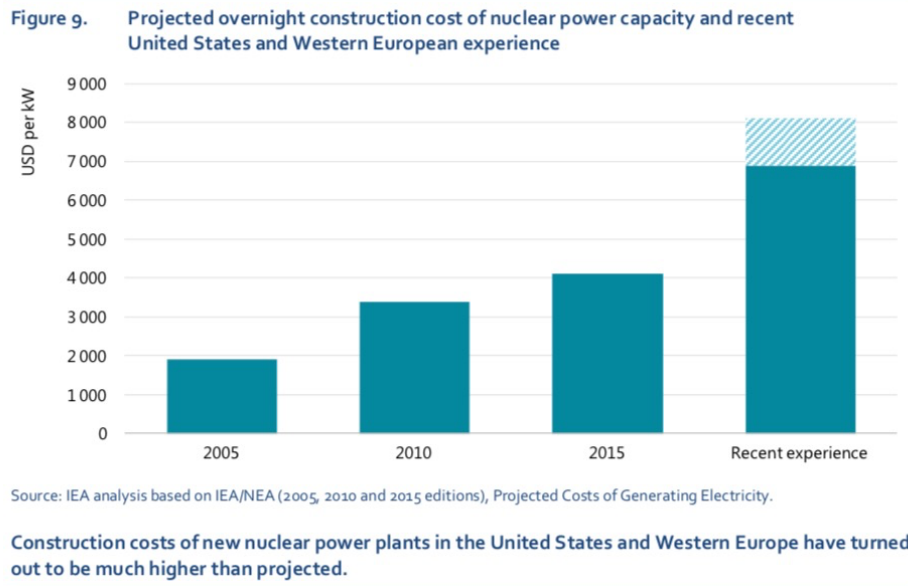 Figure 9. Projected overnight construction cost of nuclear power capacity and recent
United States and Western European experience
USD per kW
9 000
8 000
7 000
6 000
5 000
4 000
3 000
2 000
1 000
0
2005 2010 2015 Recent experience
Source: IEA analysis based on IEA/NEA (2005, 2010 and 2015 editions), Projected Costs of Generating Electricity.
Construction costs of new nuclear power plants in the United States and Western Europe have turned
out to be much higher than projected.